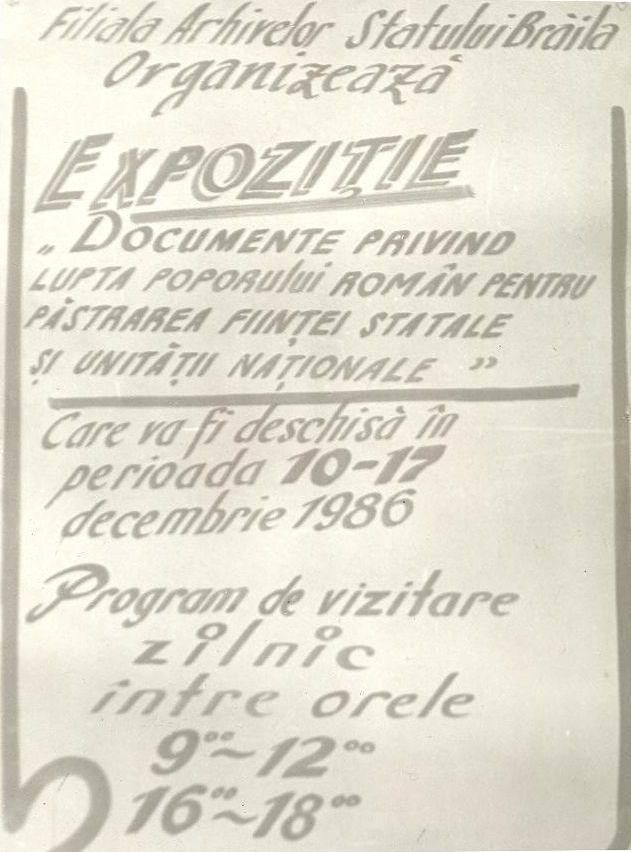 Filiala Arhivelor Statului Brăila
Organizează
EXPOZIȚIE
„ DOCUMENTE PRIVIND
LUPTA POPORului ROMÂN PENTRU
PĂSTRAREA FIINȚEI STATALE
ȘI UNITĂȚII NAȚIONALE ”
Care va fi deschisă în
perioada 10-17
decembrie 1986
Program de vizitare
zilnic
între orele
9⁰⁰~12⁰⁰
16⁰⁰~18⁰⁰